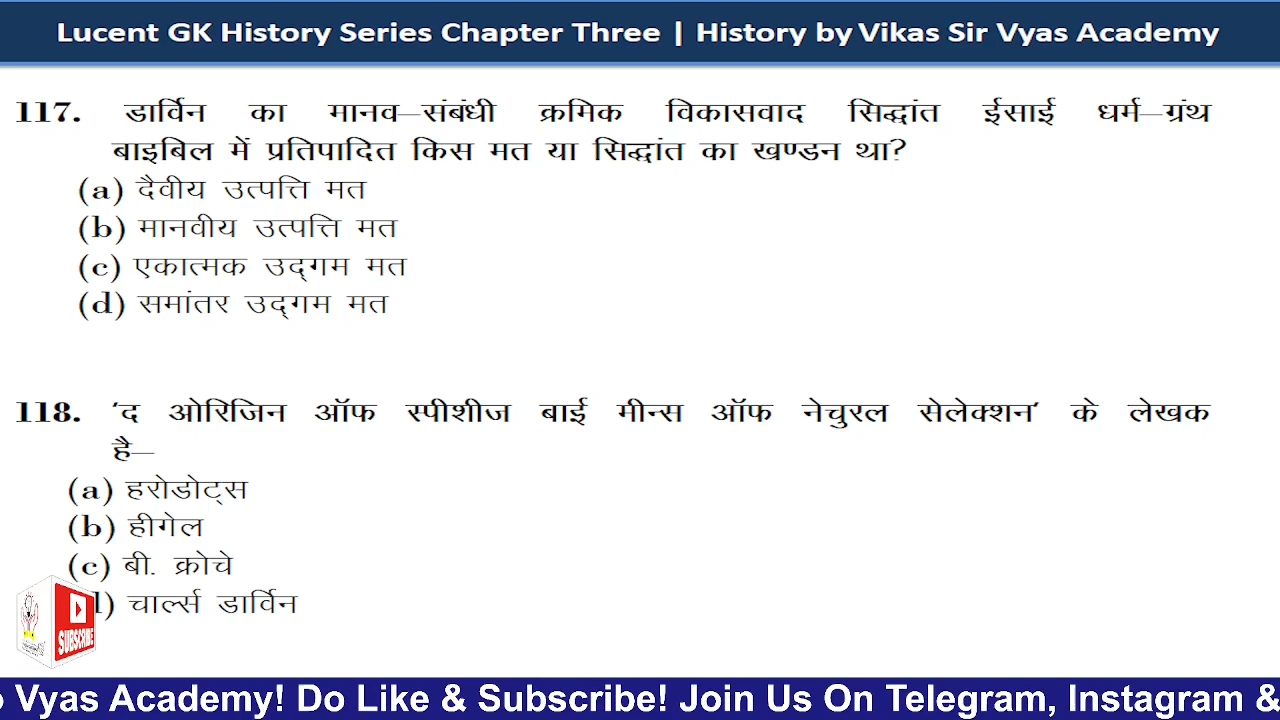 Lucent GK History Series Chapter Three | History by Vikas Sir Vyas Academy
117. डार्विन का मानव–संबंधी क्रमिक विकासवाद सिद्धांत ईसाई धर्म–ग्रंथ
बाइबिल में प्रतिपादित किस मत या सिद्धांत का खण्डन था?
(a) दैवीय उत्पत्ति मत
(b) मानवीय उत्पत्ति मत
(c) एकात्मक उद्गम मत
(d) समांतर उद्गम मत
118. 'द ओरिजिन ऑफ स्पीशीज बाई मीन्स ऑफ नेचुरल सेलेक्शन' के लेखक
है–
(a) हरोडोट्स
(b) हीगेल
(c) बी. क्रोचे
) चार्ल्स डार्विन
SUBSCRIBE
Vyas Academy! Do Like & Subscribe! Join Us On Telegram, Instagram &